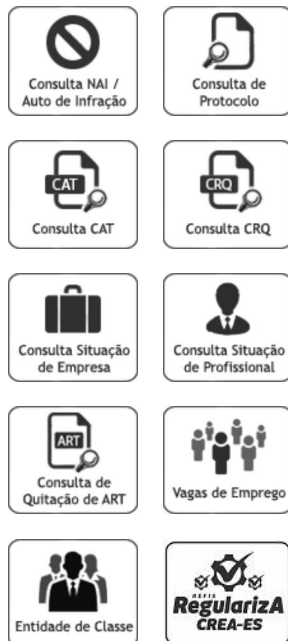 Consulta NAI /
Auto de Infração
Consulta de
Protocolo
CAT
Consulta CAT
CRQ
Consulta CRQ
Consulta Situação
de Empresa
Consulta Situação
de Profissional
ART
Consulta de
Quitação de ART
Vagas de Emprego
Entidade de Classe
REFIS
RegularizA
CREA-ES